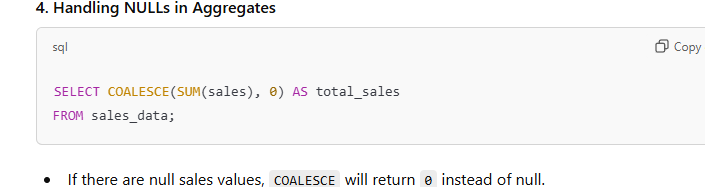 4. Handling NULLs in Aggregates
sql
Copy
SELECT COALESCE(SUM(sales), 0) AS total_sales
FROM sales_data;
• If there are null sales values, COALESCE will return 0 instead of null.